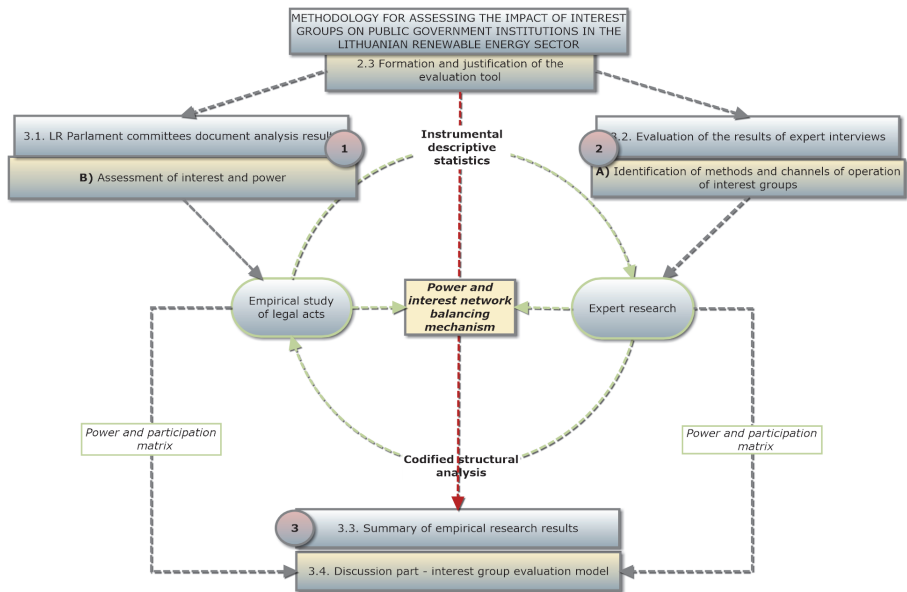 METHODOLOGY FOR ASSESSING THE IMPACT OF INTEREST
GROUPS ON PUBLIC GOVERNMENT INSTITUTIONS IN THE
LITHUANIAN RENEWABLE ENERGY SECTOR
2.3 Formation and justification of the
evaluation tool
3.1. LR Parlament committees document analysis
1
B) Assessment of interest and power
Instrumental
descriptive
statistics
2
3.2. Evaluation of the results of expert interviews
A) Identification of methods and channels of operation
of interest groups
Empirical study
of legal acts
Power and
interest network
balancing
mechanism
Expert research
Power and participation
matrix
Power and participation
matrix
Codified structural
analysis
3
3.3. Summary of empirical research results
3.4. Discussion part - interest group evaluation model